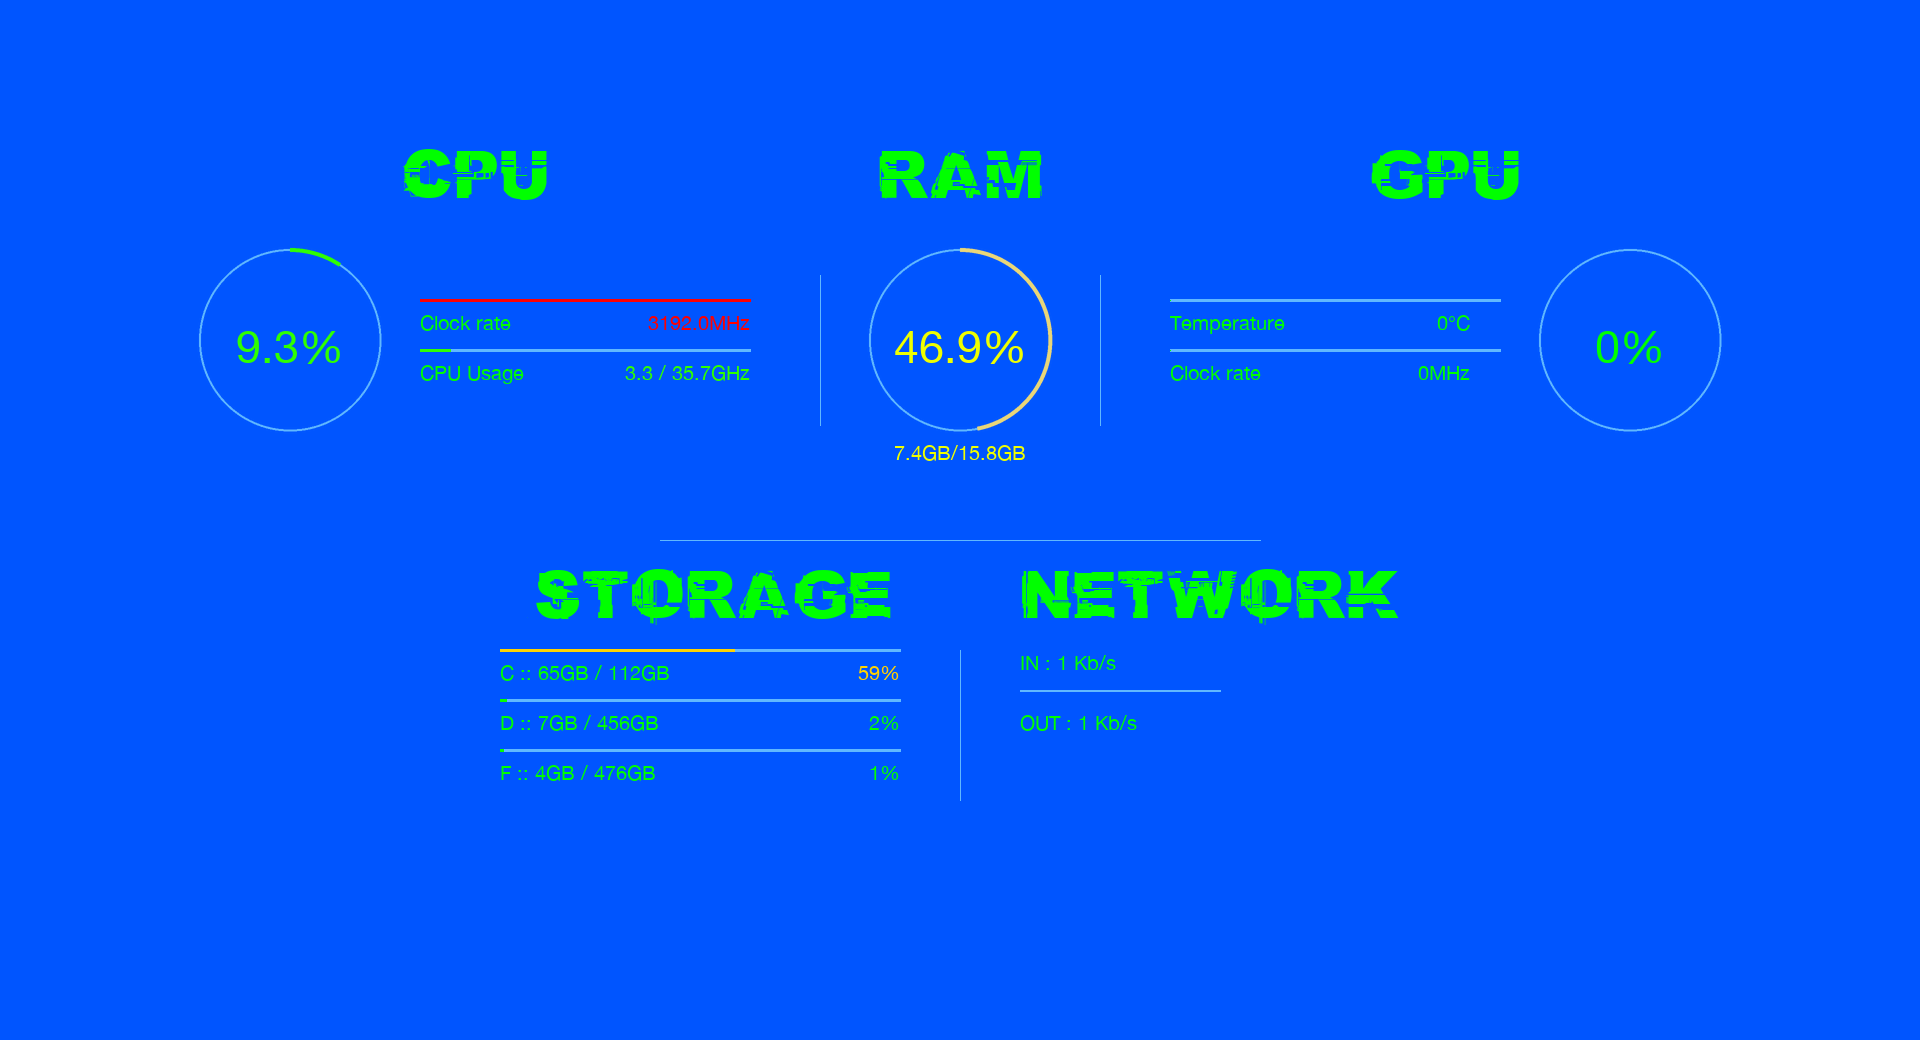 CPU
RAM
GPU
9.3%
Clock rate 3192.0MHz
CPU Usage 3.3 / 35.7GHz
46.9%
7.4GB/15.8GB
Temperature 0°C
Clock rate 0MHz
0%
STORAGE
C :: 65GB / 112GB 59%
D :: 7GB / 456GB 2%
F :: 4GB / 476GB 1%
NETWORK
IN : 1 Kb/s
OUT : 1 Kb/s